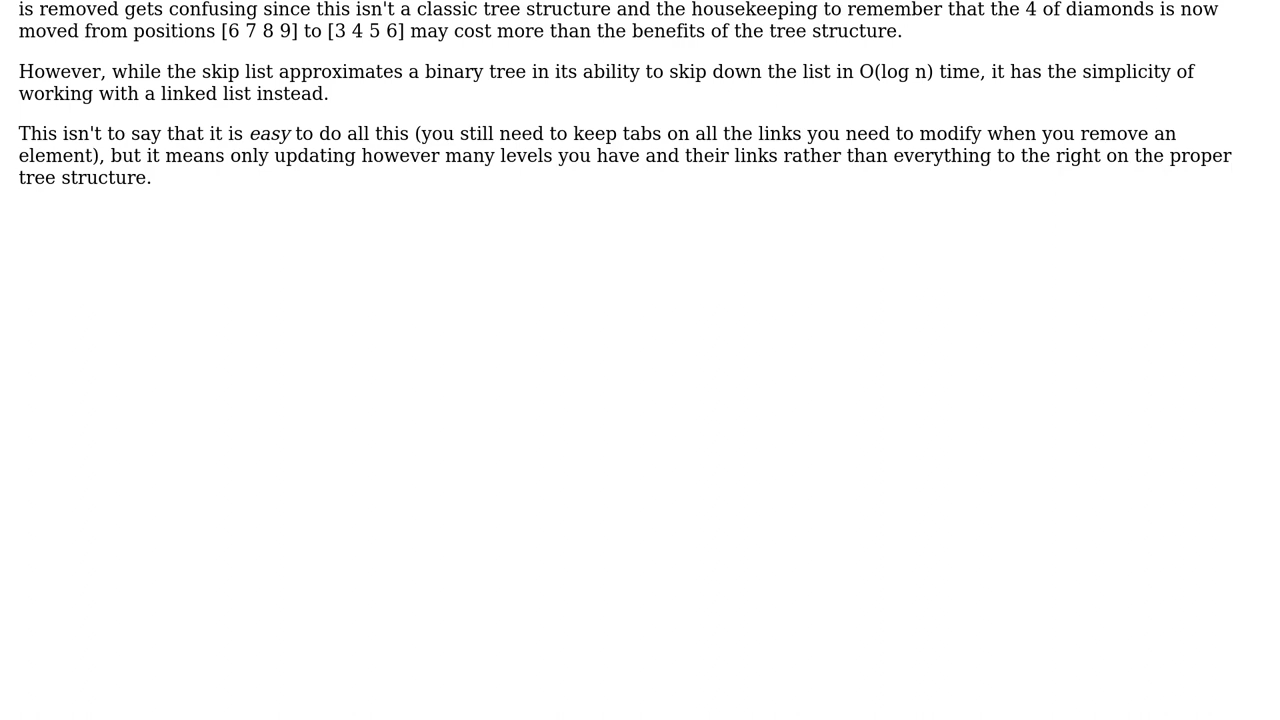 is removed gets confusing since this isn't a classic tree structure and the housekeeping to remember that the 4 of diamonds is now
moved from positions [6 7 8 9] to [3 4 5 6] may cost more than the benefits of the tree structure.
However, while the skip list approximates a binary tree in its ability to skip down the list in O(log n) time, it has the simplicity of
working with a linked list instead.
This isn't to say that it is easy to do all this (you still need to keep tabs on all the links you need to modify when you remove an
element), but it means only updating however many levels you have and their links rather than everything to the right on the proper
tree structure.